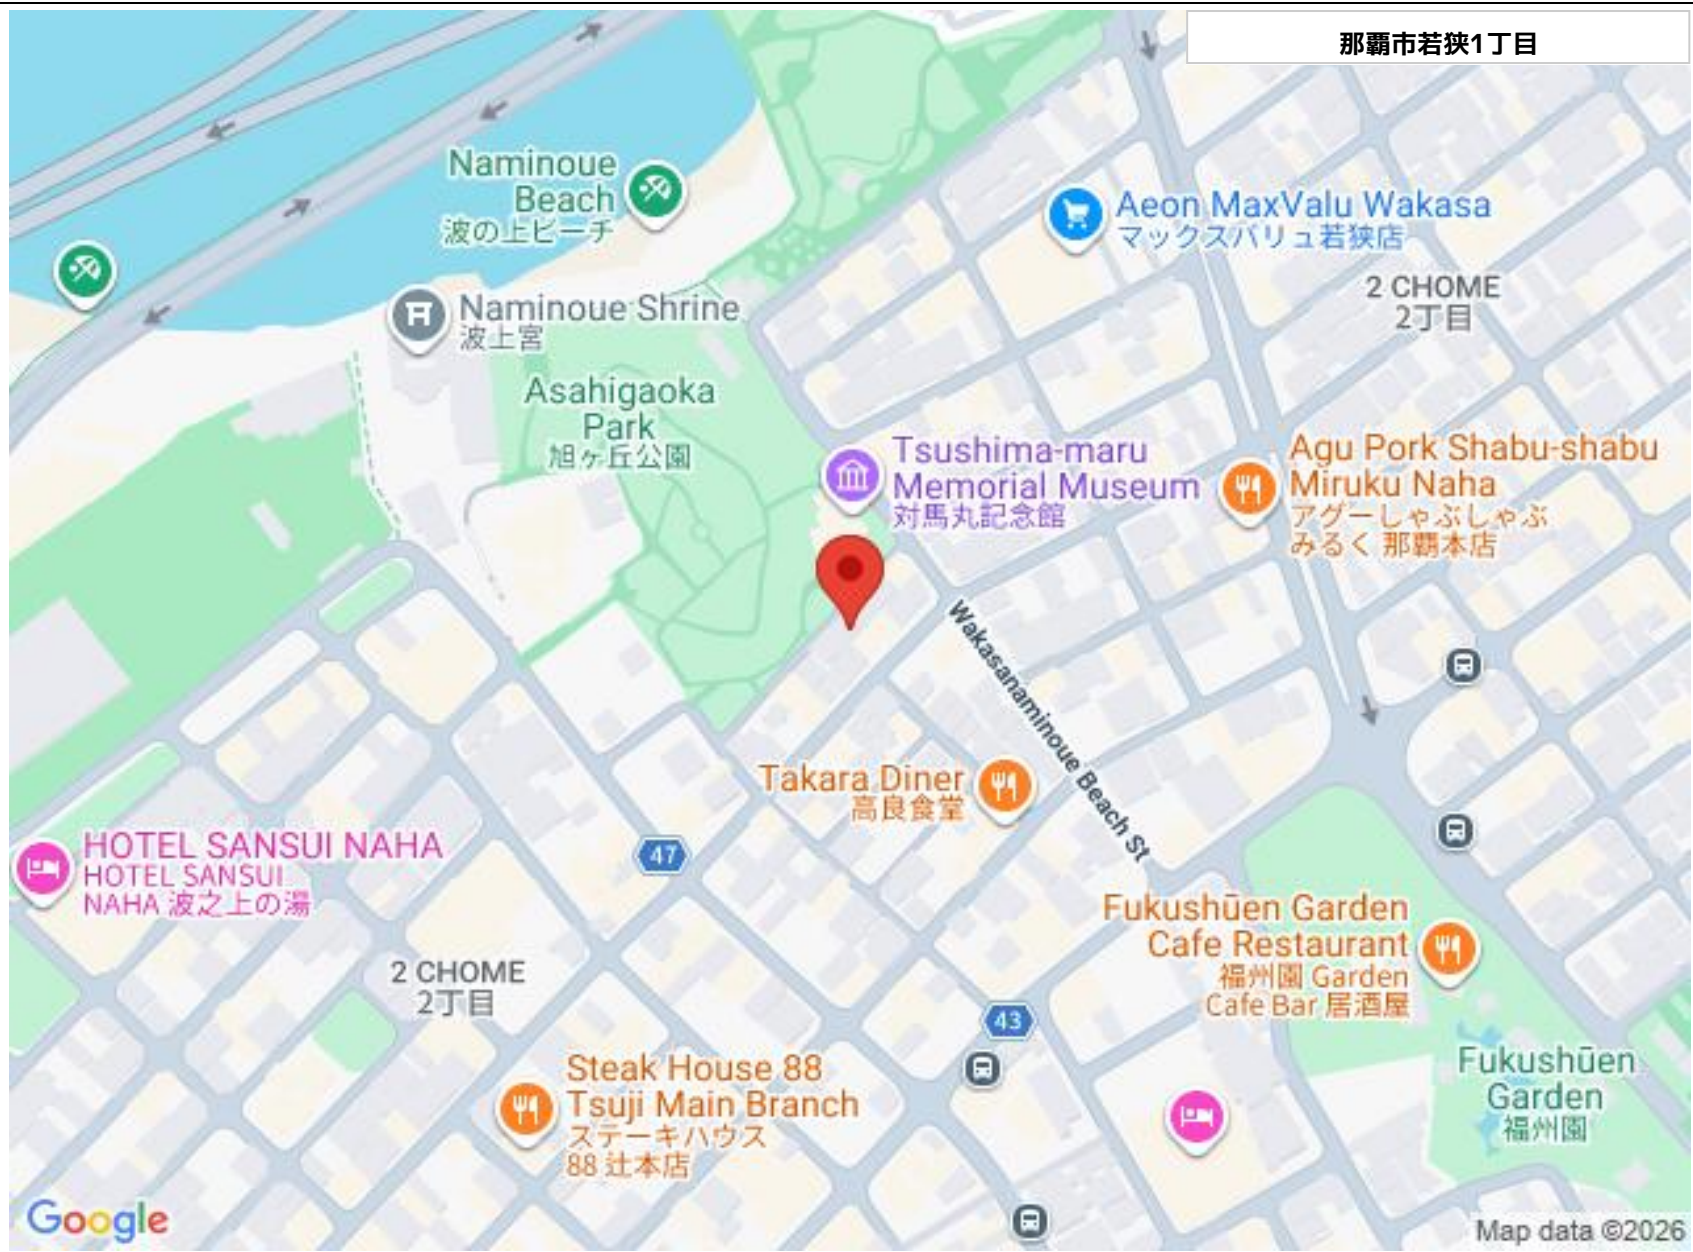 那覇市若狭1丁目
Naminoue
Beach
波の上ビーチ
Aeon MaxValu Wakasa
マックスバリュ若狭店
2 CHOME
2丁目
Naminoue Shrine
波上宮
Asahigaoka
Park
旭ヶ丘公園
Tsushima-maru
Memorial Museum
対馬丸記念館
Agu Pork Shabu-shabu
Miruku Naha
アグーしゃぶしゃぶ
みるく 那覇本店
Wakasanaminoue Beach St
Takara Diner
高良食堂
HOTEL SANSUI NAHA
HOTEL SANSUI
NAHA 波之上の湯
47
Fukushūen Garden
Cafe Restaurant
福州園 Garden
Cafe Bar 居酒屋
2 CHOME
2丁目
43
Steak House 88
Tsuji Main Branch
ステーキハウス
88 辻本店
Fukushūen
Garden
福州園
Google
Map data ©2026